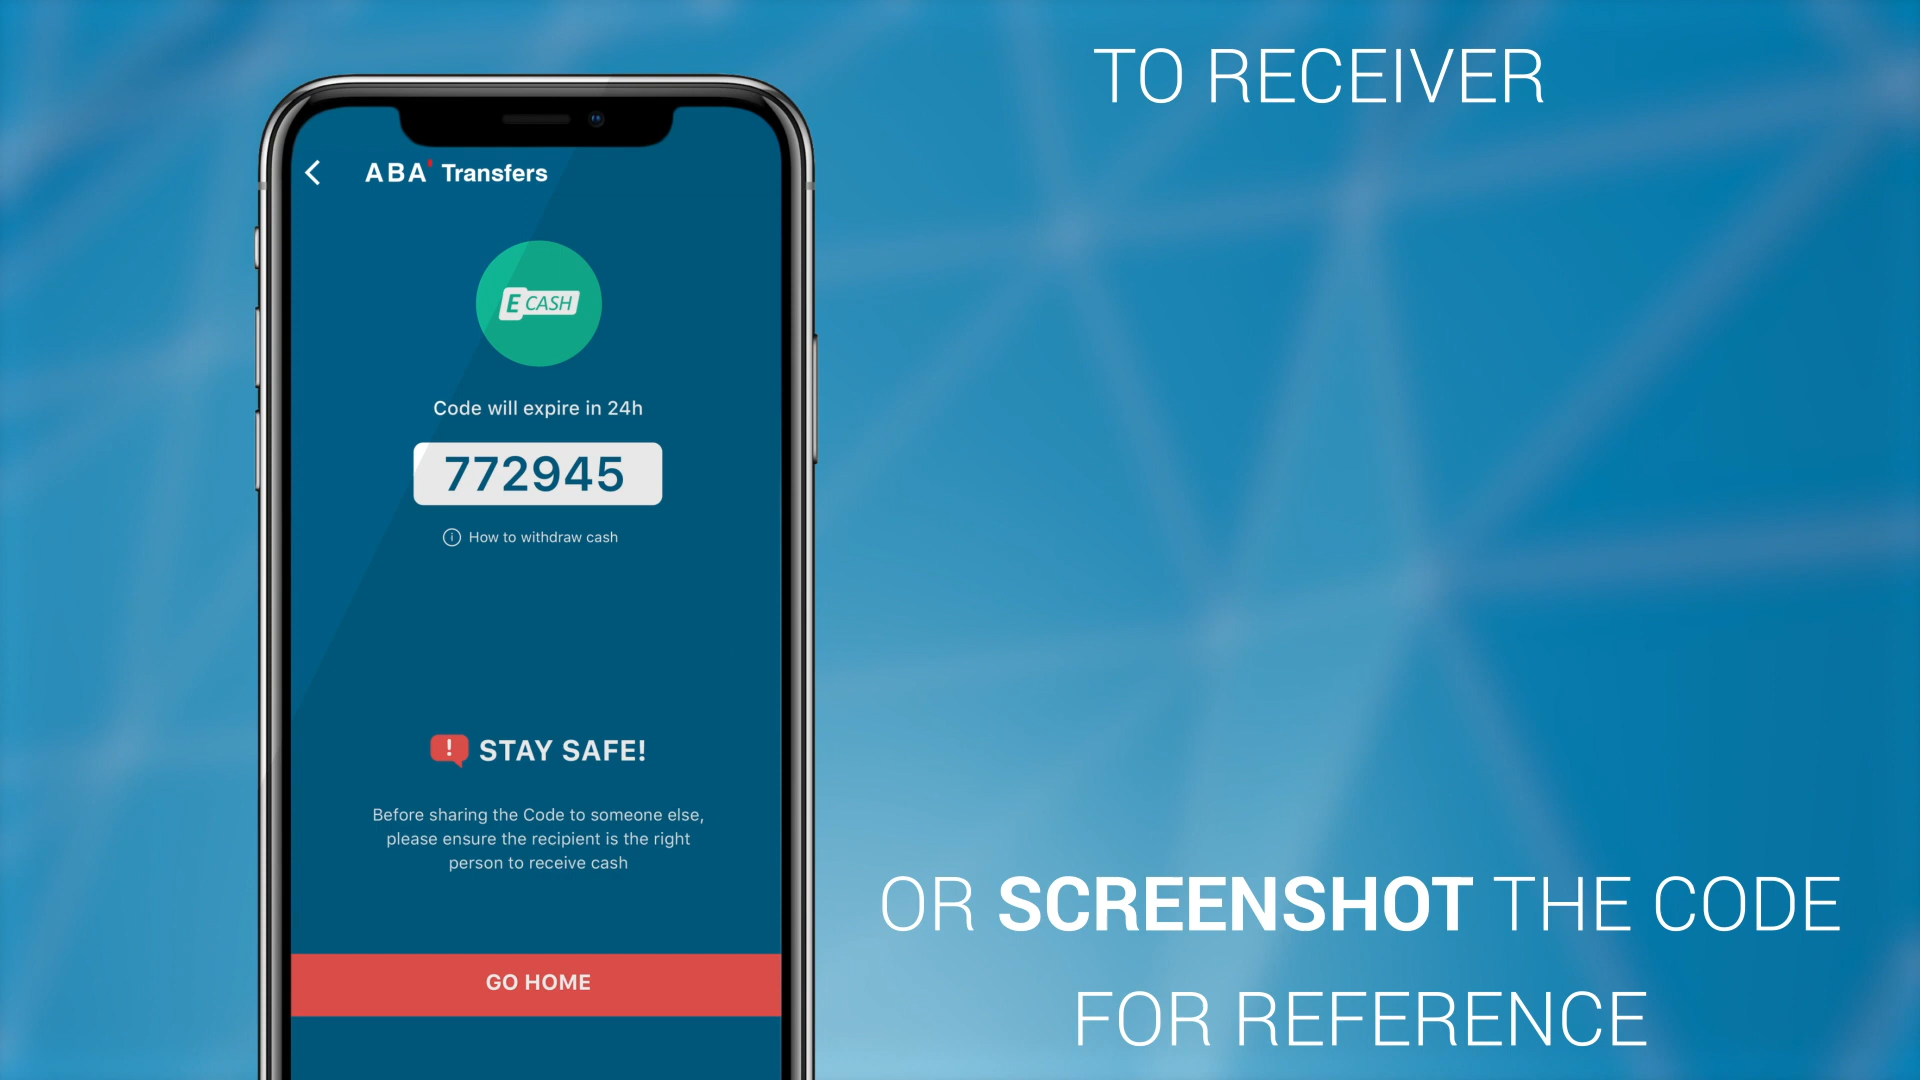 TO RECEIVER
ABA' Transfers
E CASH
Code will expire in 24h
772945
How to withdraw cash
STAY SAFE!
Before sharing the Code to someone else,
please ensure the recipient is the right
person to receive cash
GO HOME
OR SCREENSHOT THE CODE
FOR REFERENCE